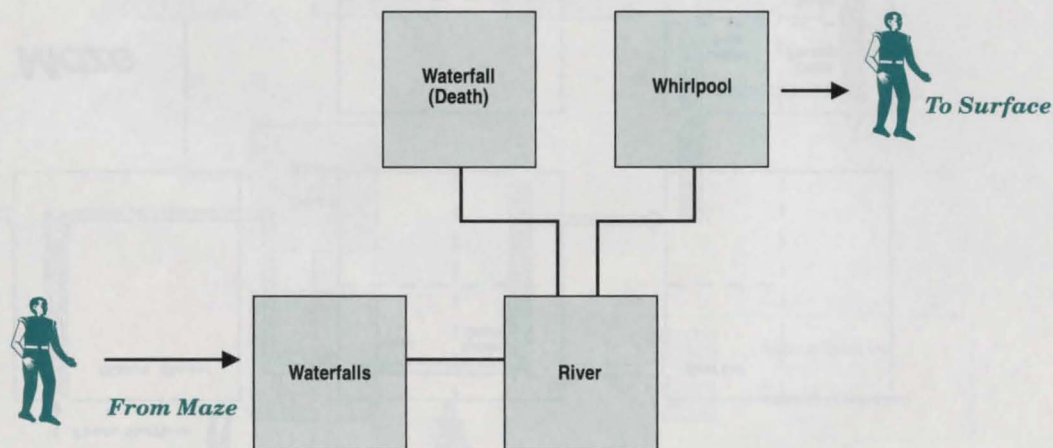 Waterfall
(Death)
Whirlpool
To Surface
Waterfalls
River
From Maze